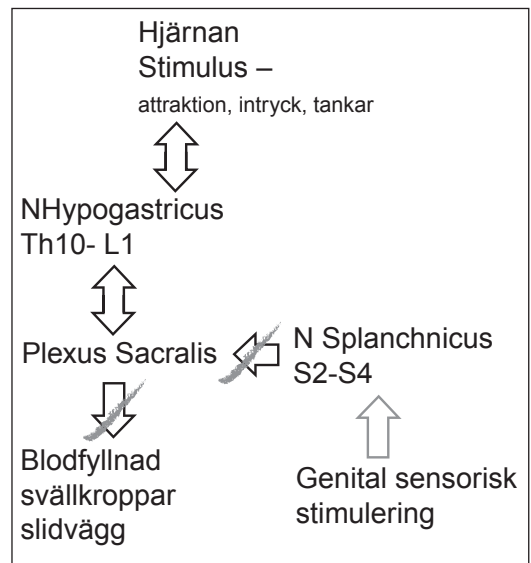 Hjärnan
Stimulus –
attraktion, intryck, tankar
NHypogastricus
Th10- L1
Plexus Sacralis
N Splanchnicus
S2-S4
Blodfyllnad
svällkroppar
slidvägg
Genital sensorisk
stimulering